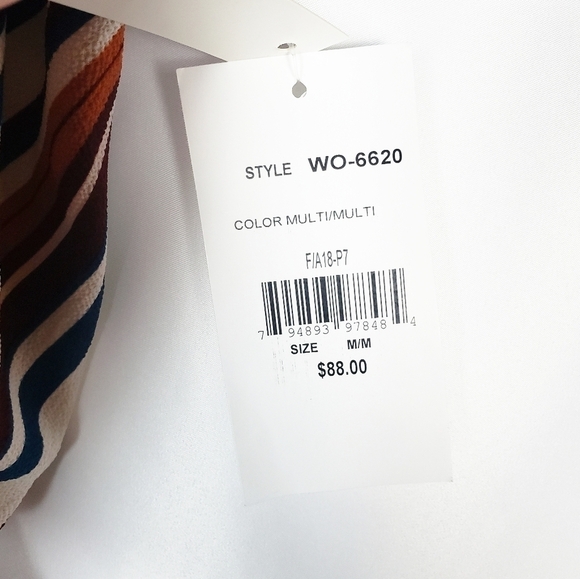 STYLE WO-6620
COLOR MULTI/MULTI
F/A18-P7
7 94893 97848 4
SIZE M/M
$88.00